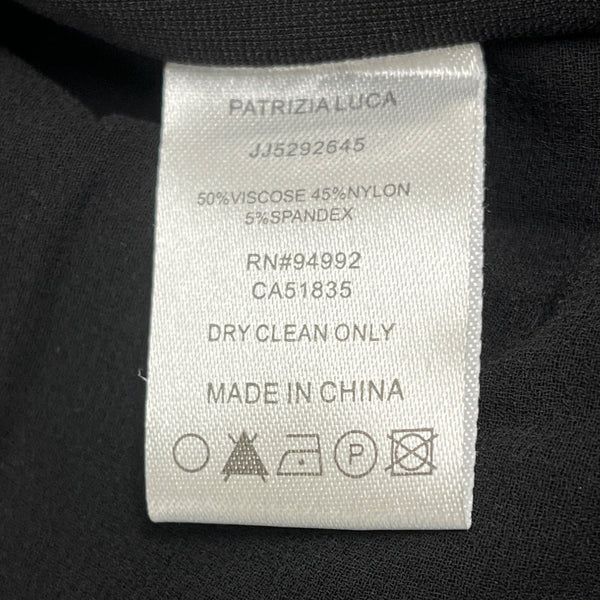 PATRIZIA LUCA
JJ5292645
50%VISCOSE 45%NYLON
5%SPANDEX
RN#94992
CA51835
DRY CLEAN ONLY
MADE IN CHINA
P